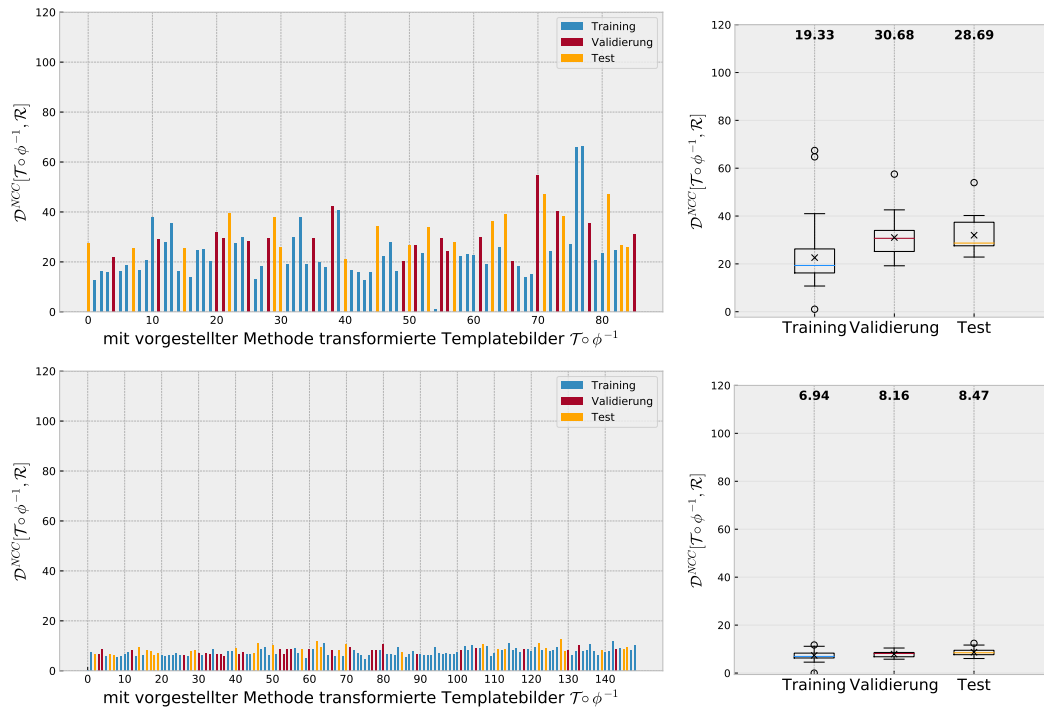 120
100
80
60
40
20
0
𝒟^{NCC}[𝒯∘ϕ^{-1}, ℛ]
Training
Validierung
Test
0 10 20 30 40 50 60 70 80
mit vorgestellter Methode transformierte Templatebilder 𝒯∘ϕ^{-1}
120
100
80
60
40
20
0
𝒟^{NCC}[𝒯∘ϕ^{-1}, ℛ]
19.33 30.68 28.69
Training Validierung Test
120
100
80
60
40
20
0
𝒟^{NCC}[𝒯∘ϕ^{-1}, ℛ]
Training
Validierung
Test
0 10 20 30 40 50 60 70 80 90 100 110 120 130 140
mit vorgestellter Methode transformierte Templatebilder 𝒯∘ϕ^{-1}
120
100
80
60
40
20
0
𝒟^{NCC}[𝒯∘ϕ^{-1}, ℛ]
6.94 8.16 8.47
Training Validierung Test